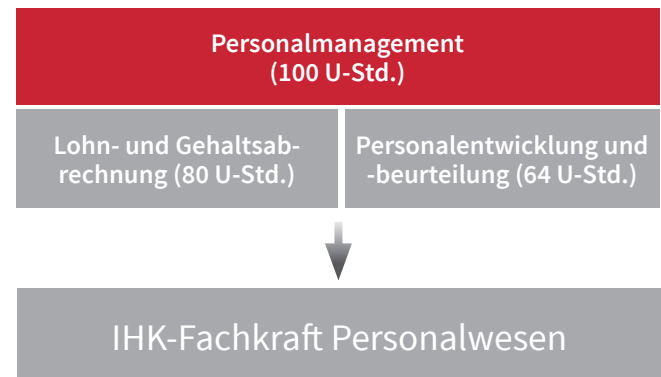 Personalmanagement
(100 U-Std.)
Lohn- und Gehaltsab-
rechnung (80 U-Std.)
Personalentwicklung und
-beurteilung (64 U-Std.)
IHK-Fachkraft Personalwesen